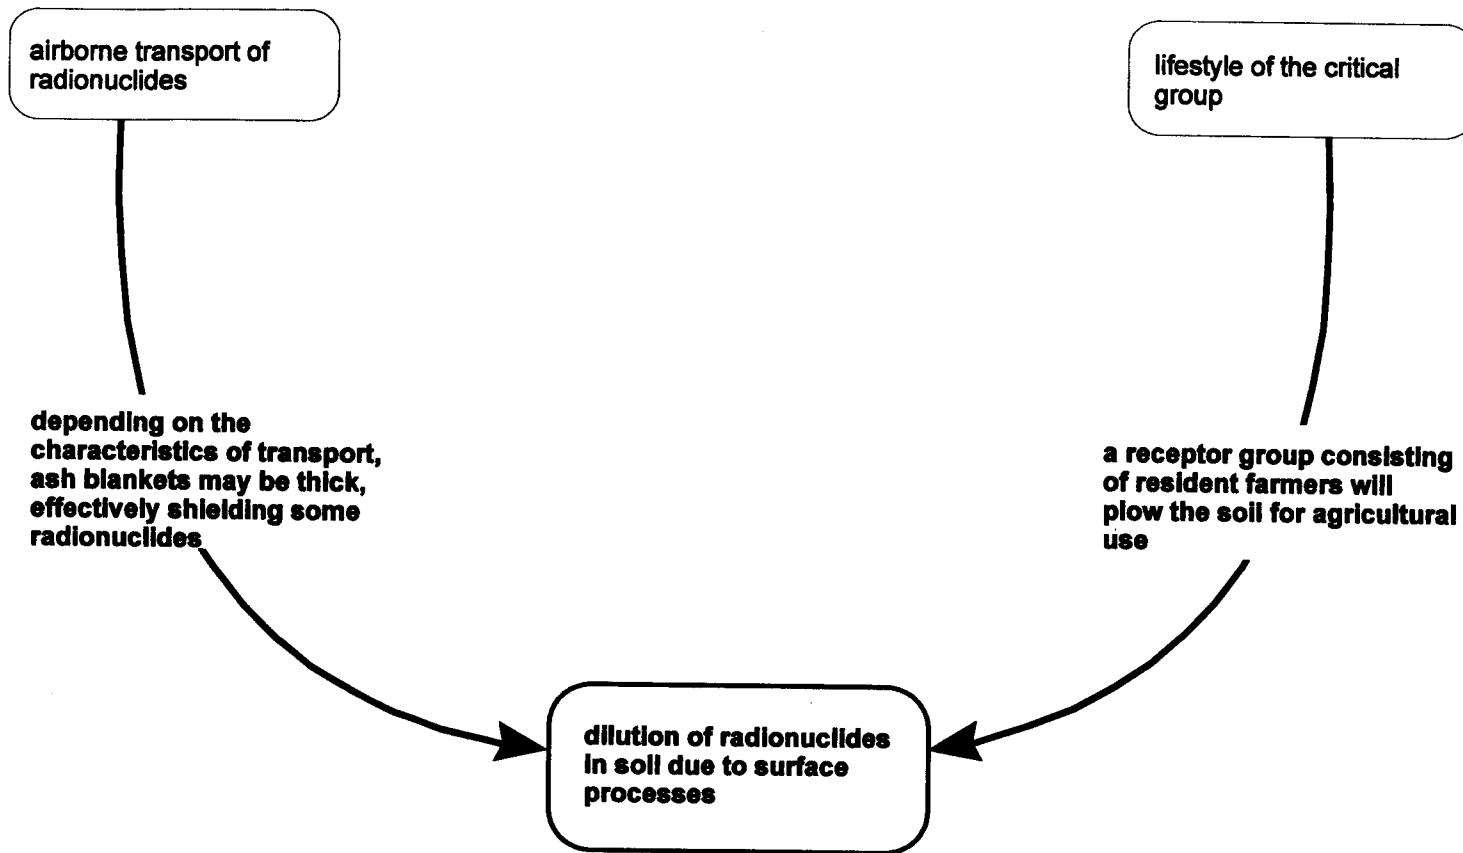 airborne transport of
radionuclides
lifestyle of the critical
group
depending on the
characteristics of transport,
ash blankets may be thick,
effectively shielding some
radionuclides
a receptor group consisting
of resident farmers will
plow the soil for agricultural
use
dilution of radionuclides
in soil due to surface
processes